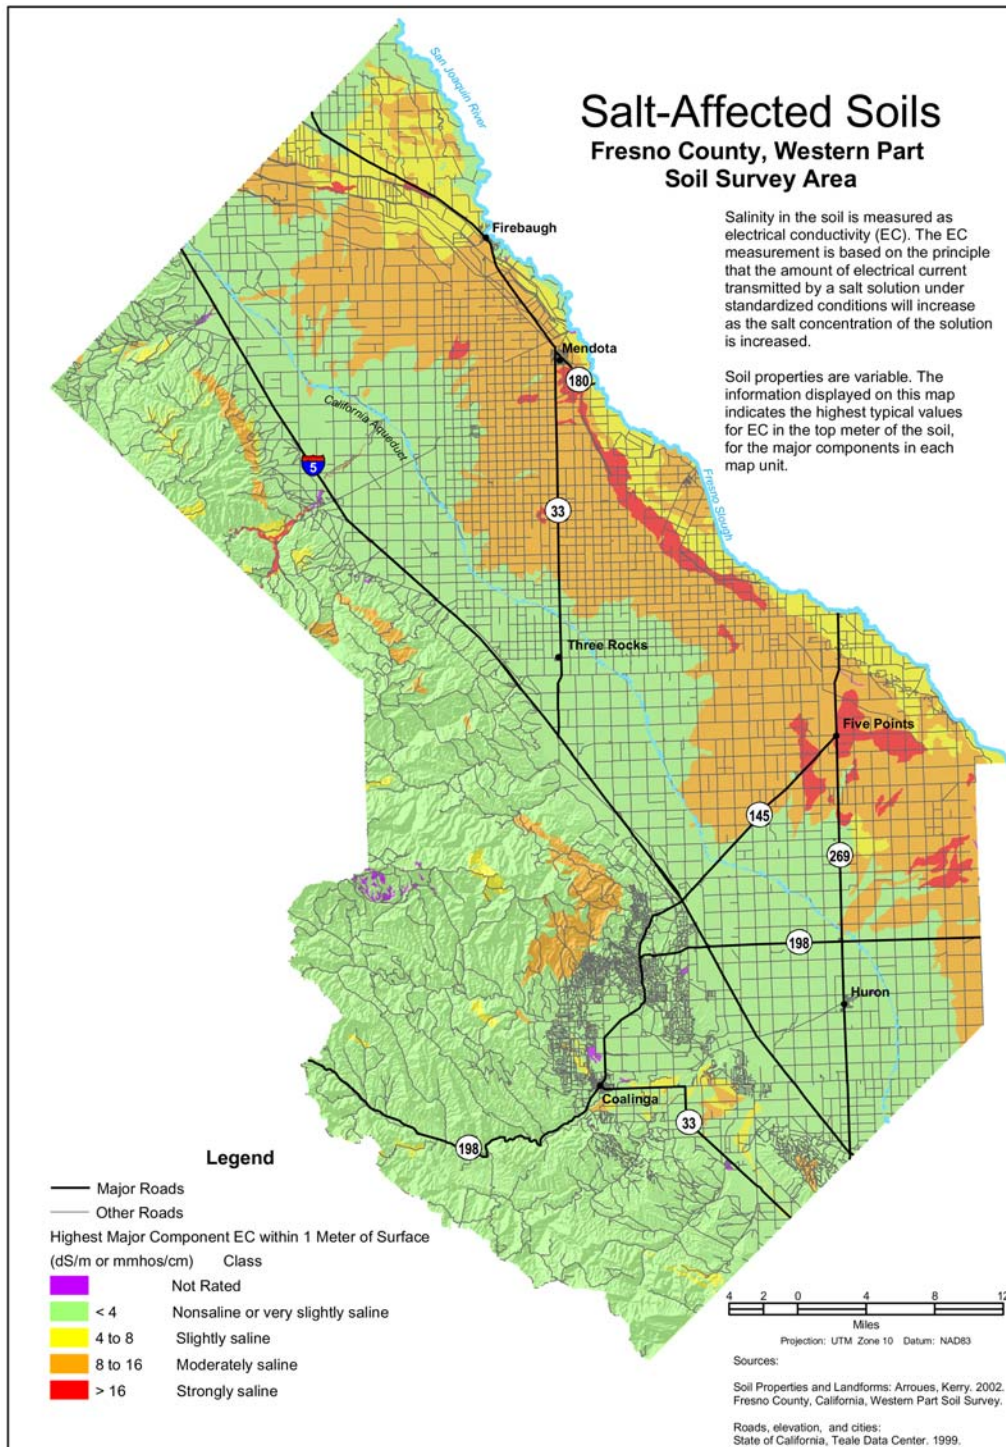 San Joaquin River
Salt-Affected Soils
Fresno County, Western Part
Soil Survey Area
Salinity in the soil is measured as
electrical conductivity (EC). The EC
measurement is based on the principle
that the amount of electrical current
transmitted by a salt solution under
standardized conditions will increase
as the salt concentration of the solution
is increased.
Soil properties are variable. The
information displayed on this map
indicates the highest typical values
for EC in the top meter of the soil,
for the major components in each
map unit.
Firebaugh
Mendota
180
California Aqueduct
5
33
Fresno Slough
Three Rocks
Five Points
145
269
198
Huron
Coalinga
33
198
Legend
Major Roads
Other Roads
Highest Major Component EC within 1 Meter of Surface
(dS/m or mmhos/cm) Class
Not Rated
< 4 Nonsaline or very slightly saline
4 to 8 Slightly saline
8 to 16 Moderately saline
> 16 Strongly saline
4 2 0 4 8 12
Miles
Projection: UTM Zone 10 Datum: NAD83
Sources:
Soil Properties and Landforms: Arroues, Kerry. 2002.
Fresno County, California, Western Part Soil Survey.
Roads, elevation, and cities:
State of California, Teale Data Center. 1999.